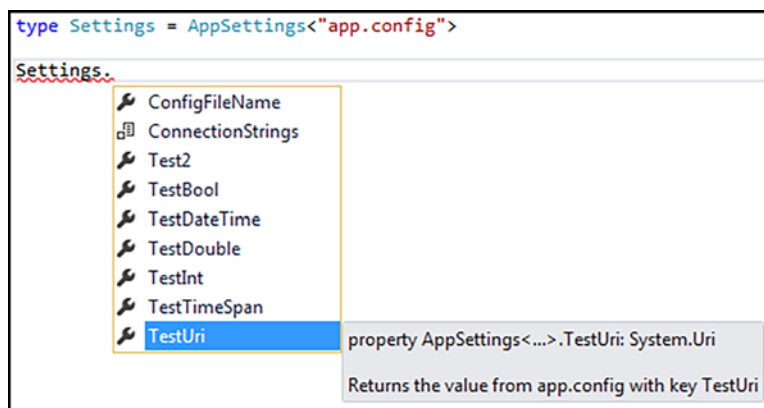 type Settings = AppSettings<"app.config">
Settings.
ConfigFileName
ConnectionStrings
Test2
TestBool
TestDateTime
TestDouble
TestInt
TestTimeSpan
TestUri
property AppSettings<...>.TestUri: System.Uri
Returns the value from app.config with key TestUri